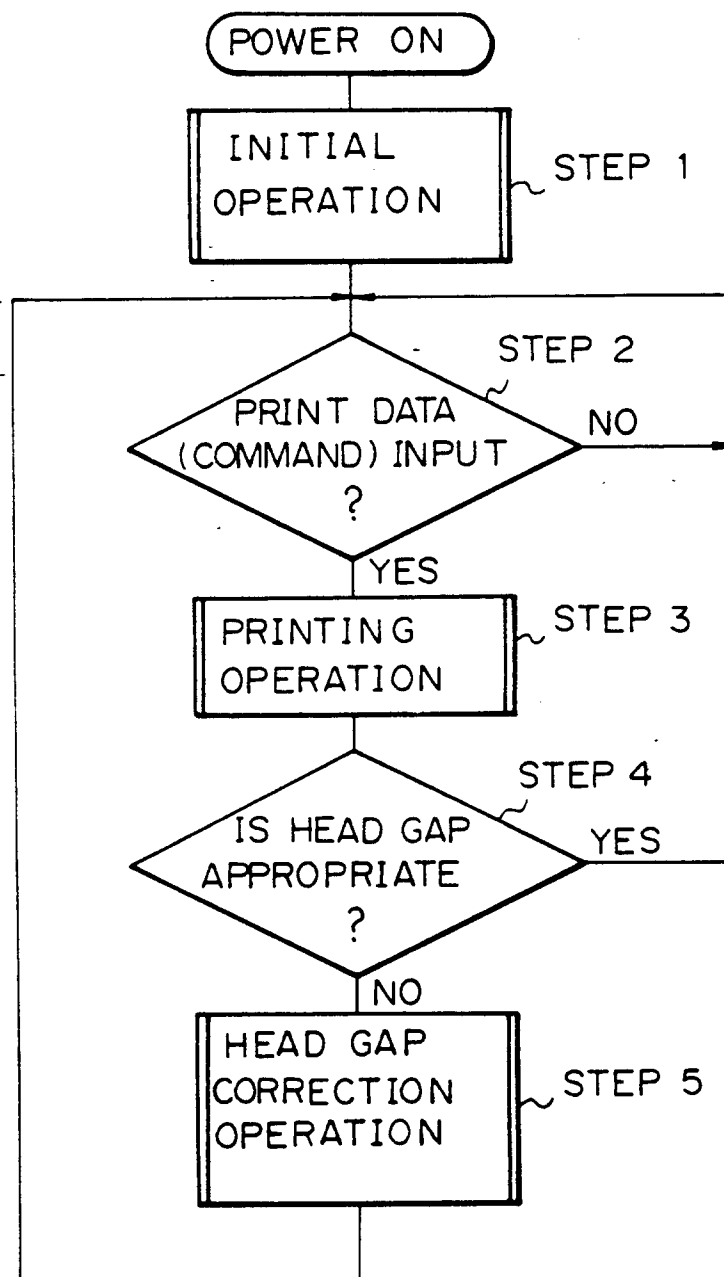 POWER ON
INITIAL
OPERATION
STEP 1
STEP 2
PRINT DATA
(COMMAND) INPUT
?
NO
YES
PRINTING
OPERATION
STEP 3
STEP 4
IS HEAD GAP
APPROPRIATE
?
YES
NO
HEAD GAP
CORRECTION
OPERATION
STEP 5